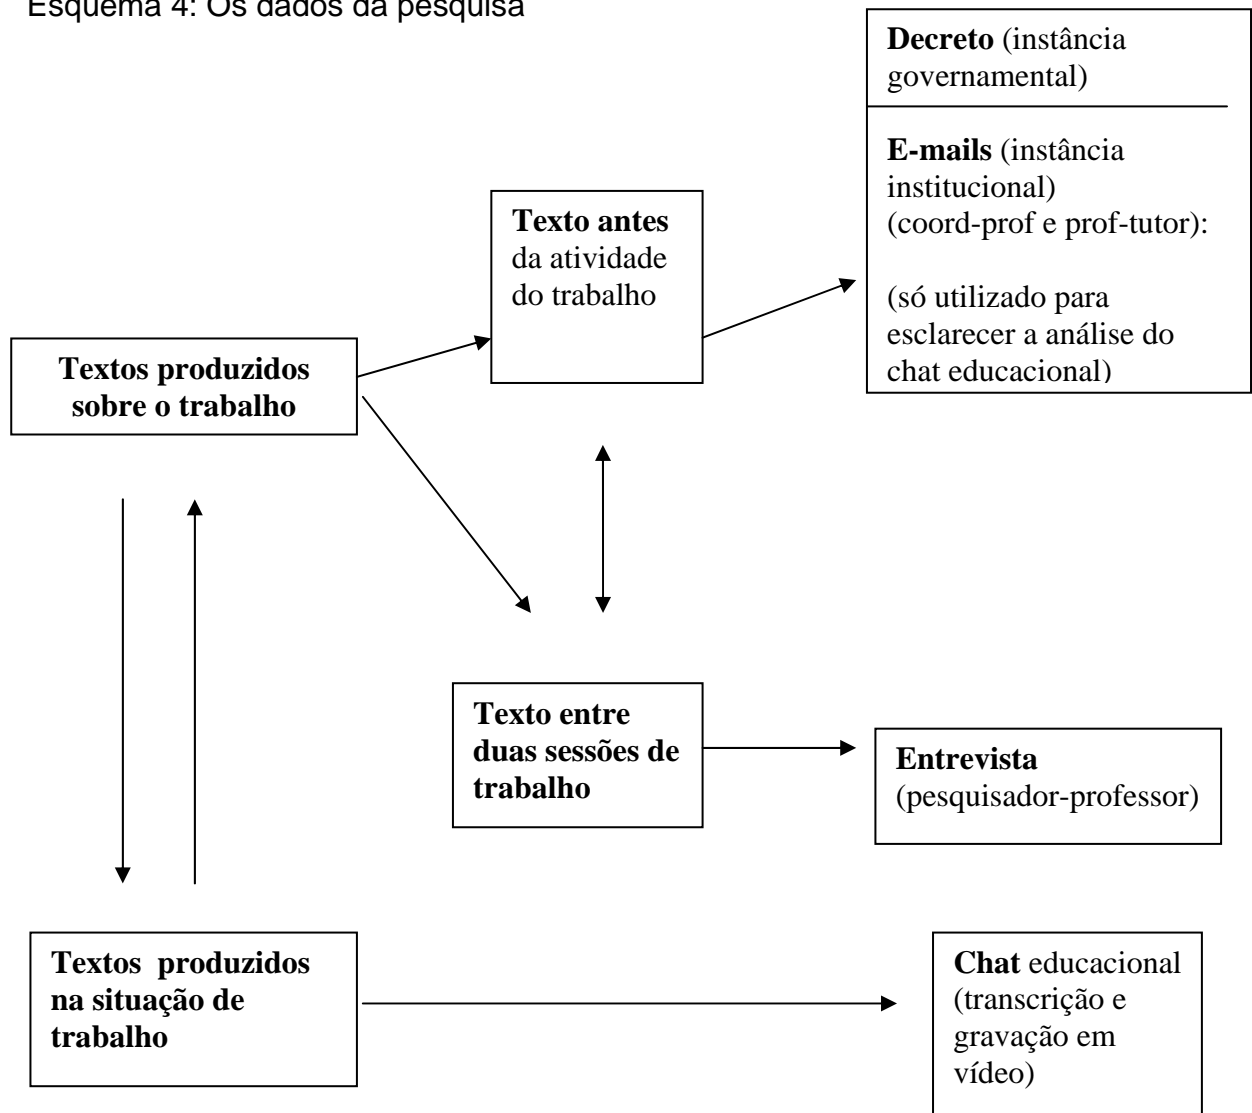 Esquema 4: Os dados da pesquisa
Decreto (instância
governamental)
E-mails (instância
institucional)
(coord-prof e prof-tutor):
(só utilizado para
esclarecer a análise do
chat educacional)
Texto antes
da atividade
do trabalho
Textos produzidos
sobre o trabalho
Texto entre
duas sessões de
trabalho
Entrevista
(pesquisador-professor)
Textos produzidos
na situação de
trabalho
Chat educacional
(transcrição e
gravação em
vídeo)